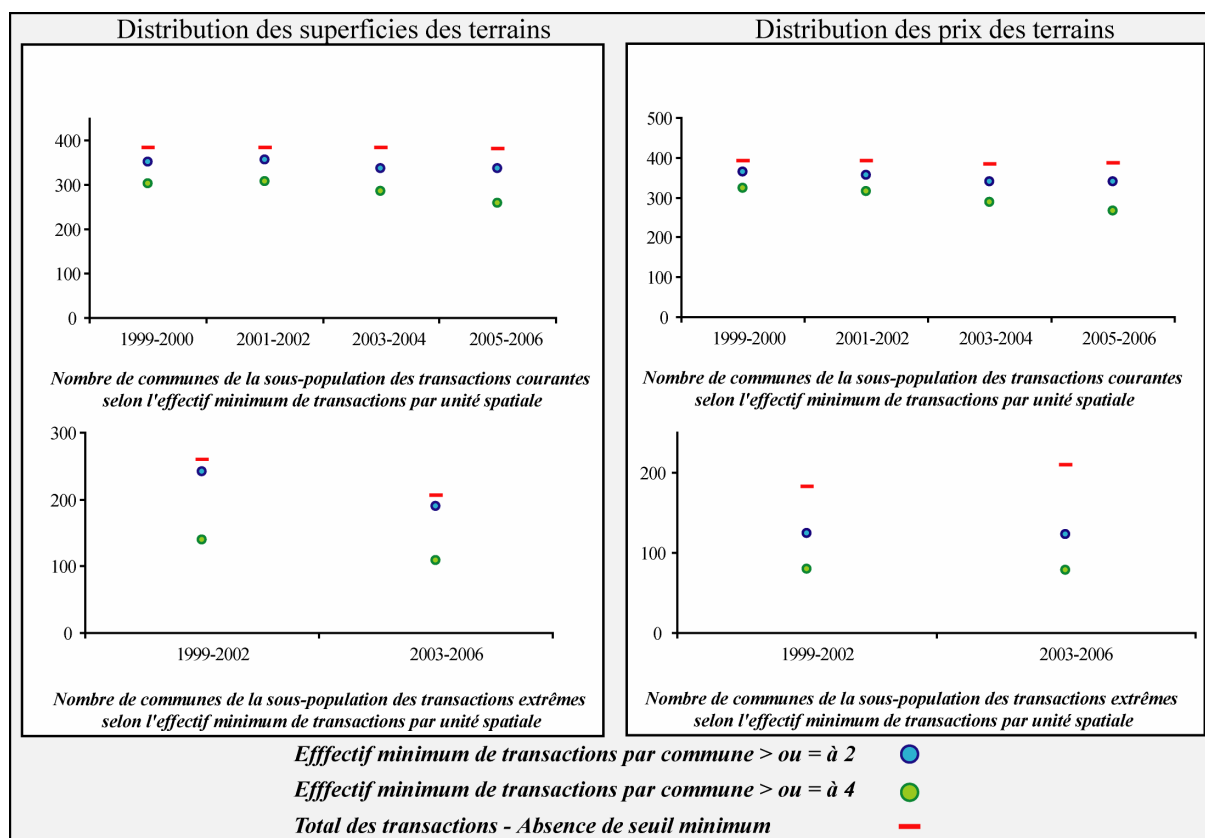 Distribution des superficies des terrains
400
300
200
100
0
1999-2000 2001-2002 2003-2004 2005-2006
Nombre de communes de la sous-population des transactions courantes
selon l'effectif minimum de transactions par unité spatiale
300
200
100
0
1999-2002 2003-2006
Nombre de communes de la sous-population des transactions extrêmes
selon l'effectif minimum de transactions par unité spatiale
Distribution des prix des terrains
500
400
300
200
100
0
1999-2000 2001-2002 2003-2004 2005-2006
Nombre de communes de la sous-population des transactions courantes
selon l'effectif minimum de transactions par unité spatiale
200
100
0
1999-2002 2003-2006
Nombre de communes de la sous-population des transactions extrêmes
selon l'effectif minimum de transactions par unité spatiale
Efffectif minimum de transactions par commune > ou = à 2
Efffectif minimum de transactions par commune > ou = à 4
Total des transactions - Absence de seuil minimum